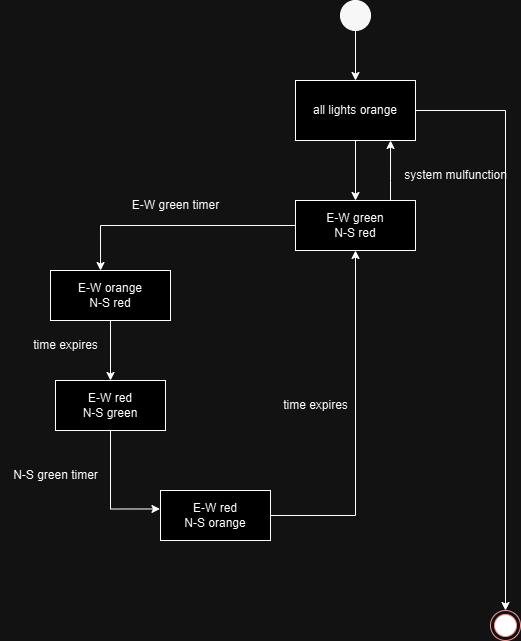 all lights orange
system mulfunction
E-W green timer
E-W green
N-S red
E-W orange
N-S red
time expires
E-W red
N-S green
time expires
N-S green timer
E-W red
N-S orange